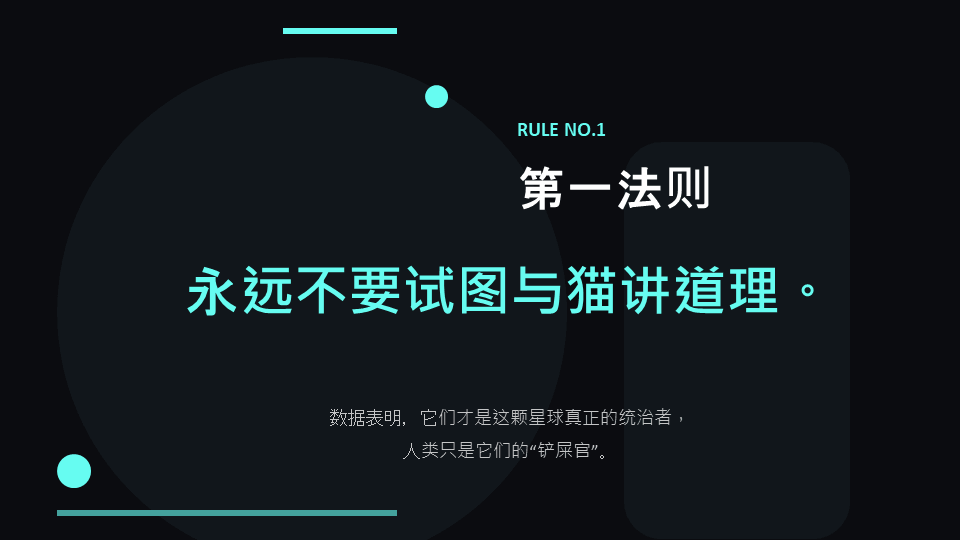 RULE NO.1
第一法则
永远不要试图与猫讲道理。
数据表明，它们才是这颗星球真正的统治者，
人类只是它们的“铲屎官”。